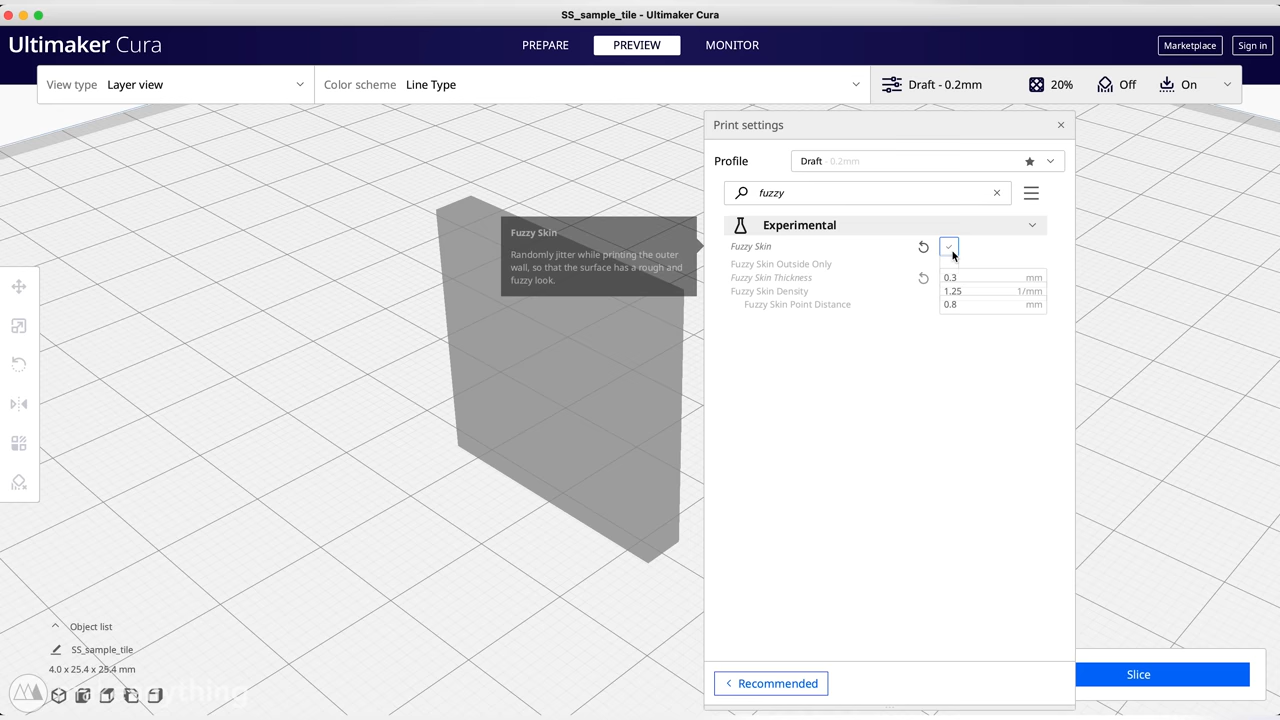 SS_sample_tile - Ultimaker Cura
Ultimaker Cura
PREPARE
PREVIEW
MONITOR
Marketplace
Sign in
View type Layer view
Color scheme Line Type
Draft - 0.2mm
20%
Off
On
Print settings
Profile
Draft - 0.2mm
fuzzy
Experimental
Fuzzy Skin
Fuzzy Skin
Randomly jitter while printing the outer
wall, so that the surface has a rough and
fuzzy look.
Fuzzy Skin Outside Only
Fuzzy Skin Thickness 0.3 mm
Fuzzy Skin Density 1.25 1/mm
Fuzzy Skin Point Distance 0.8 mm
Object list
SS_sample_tile
4.0 x 25.4 x 25.4 mm
Recommended
Slice